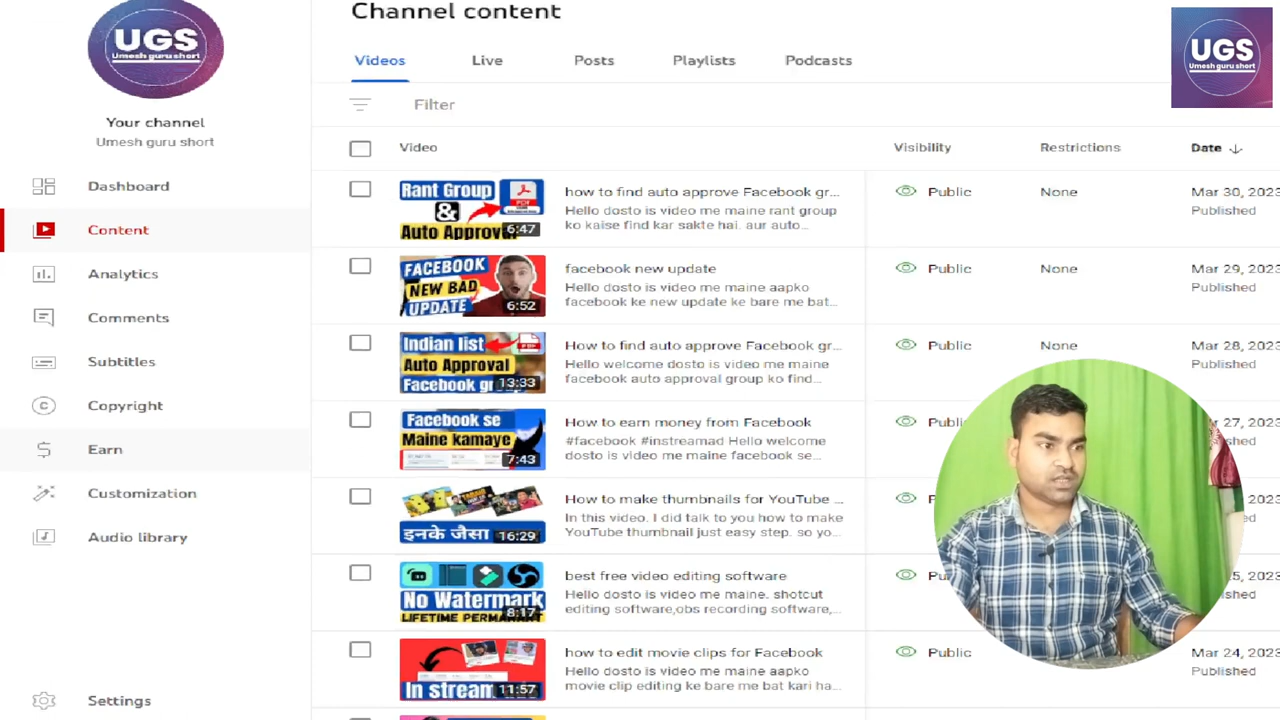 Channel content
UGS
Umesh guru short
UGS
Umesh guru short
Videos
Live
Posts
Playlists
Podcasts
Filter
Your channel
Umesh guru short
Dashboard
Content
Analytics
Comments
Subtitles
Copyright
Earn
Customization
Audio library
Settings
Video
Visibility
Restrictions
Date
Rant Group
&
Auto Approval
6:47
how to find auto approve Facebook gr...
Hello dosto is video me maine rant group
ko kaise find kar sakte hai. aur auto...
Public
None
Mar 30, 2023
Published
FACEBOOK
NEW BAD
UPDATE
6:52
facebook new update
Hello dosto is video me maine aapko
facebook ke new update ke bare me bat...
Public
None
Mar 29, 2023
Published
Indian list
Auto Approval
Facebook gr
13:33
How to find auto approve Facebook gr...
Hello welcome dosto is video me maine
facebook auto approval group ko find...
Public
None
Mar 28, 2023
Published
Facebook se
Maine kamaye
7:43
How to earn money from Facebook
#facebook #instreamad Hello welcome
dosto is video me maine facebook se...
Public
27, 2023
shed
इनके जैसा
16:29
How to make thumbnails for YouTube ...
In this video. I did talk to you how to make
YouTube thumbnail just easy step. so yo...
P
2023
No Watermark
LIFETIME PERMANANT
8:17
best free video editing software
Hello dosto is video me maine. shotcut
editing software,obs recording software,...
Pu
5, 2023
In stream
11:57
how to edit movie clips for Facebook
Hello dosto is video me maine aapko
movie clip editing ke bare me bat kari ha...
Public
Mar 24, 2023
Published